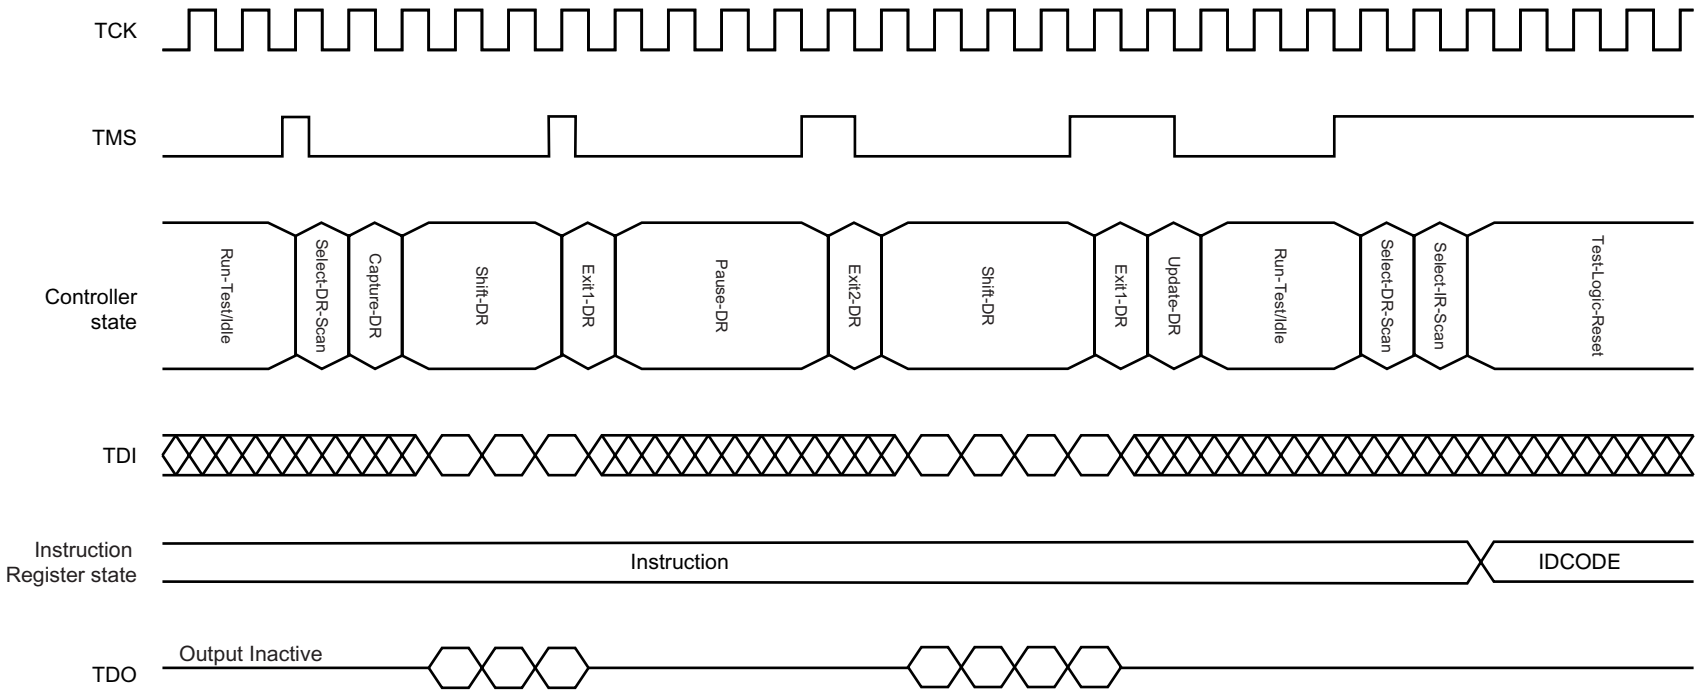 TCK
TMS
Controller
state
Run-Test/Idle
Select-DR-Scan
Capture-DR
Shift-DR
Exit1-DR
Pause-DR
Exit2-DR
Shift-DR
Exit1-DR
Update-DR
Run-Test/Idle
Select-DR-Scan
Select-IR-Scan
Test-Logic-Reset
TDI
Instruction
Register state
Instruction
IDCODE
Output Inactive
TDO